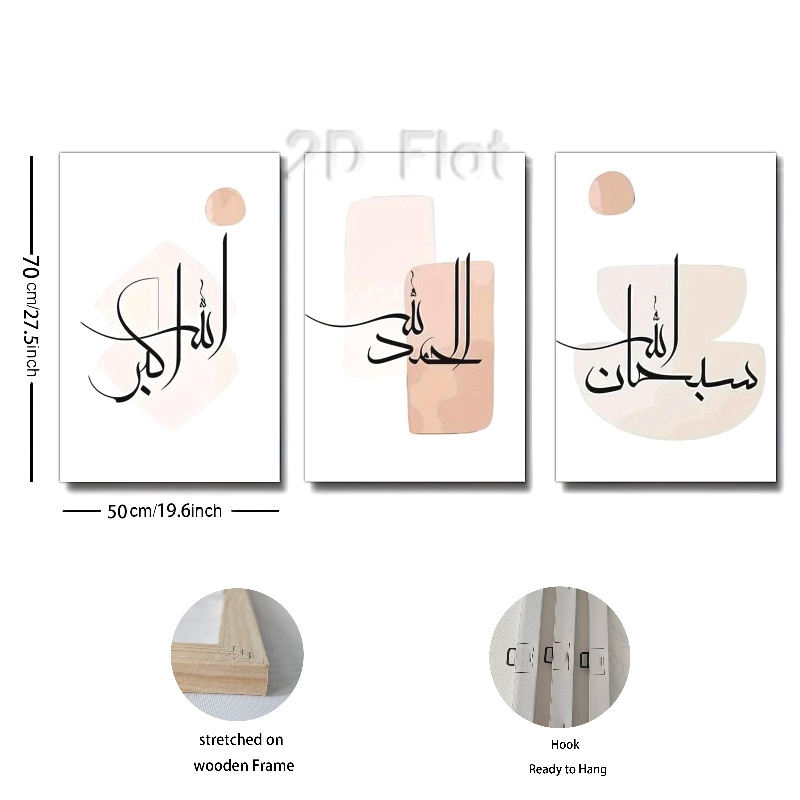 2D Flat
70 cm/27.5inch
الله أكبر
الحمد لله
سبحان الله
50cm/19.6inch
stretched on
wooden Frame
Hook
Ready to Hang